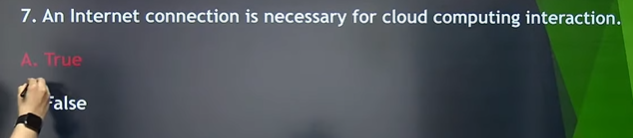 7. An Internet connection is necessary for cloud computing interaction.
A. True
False